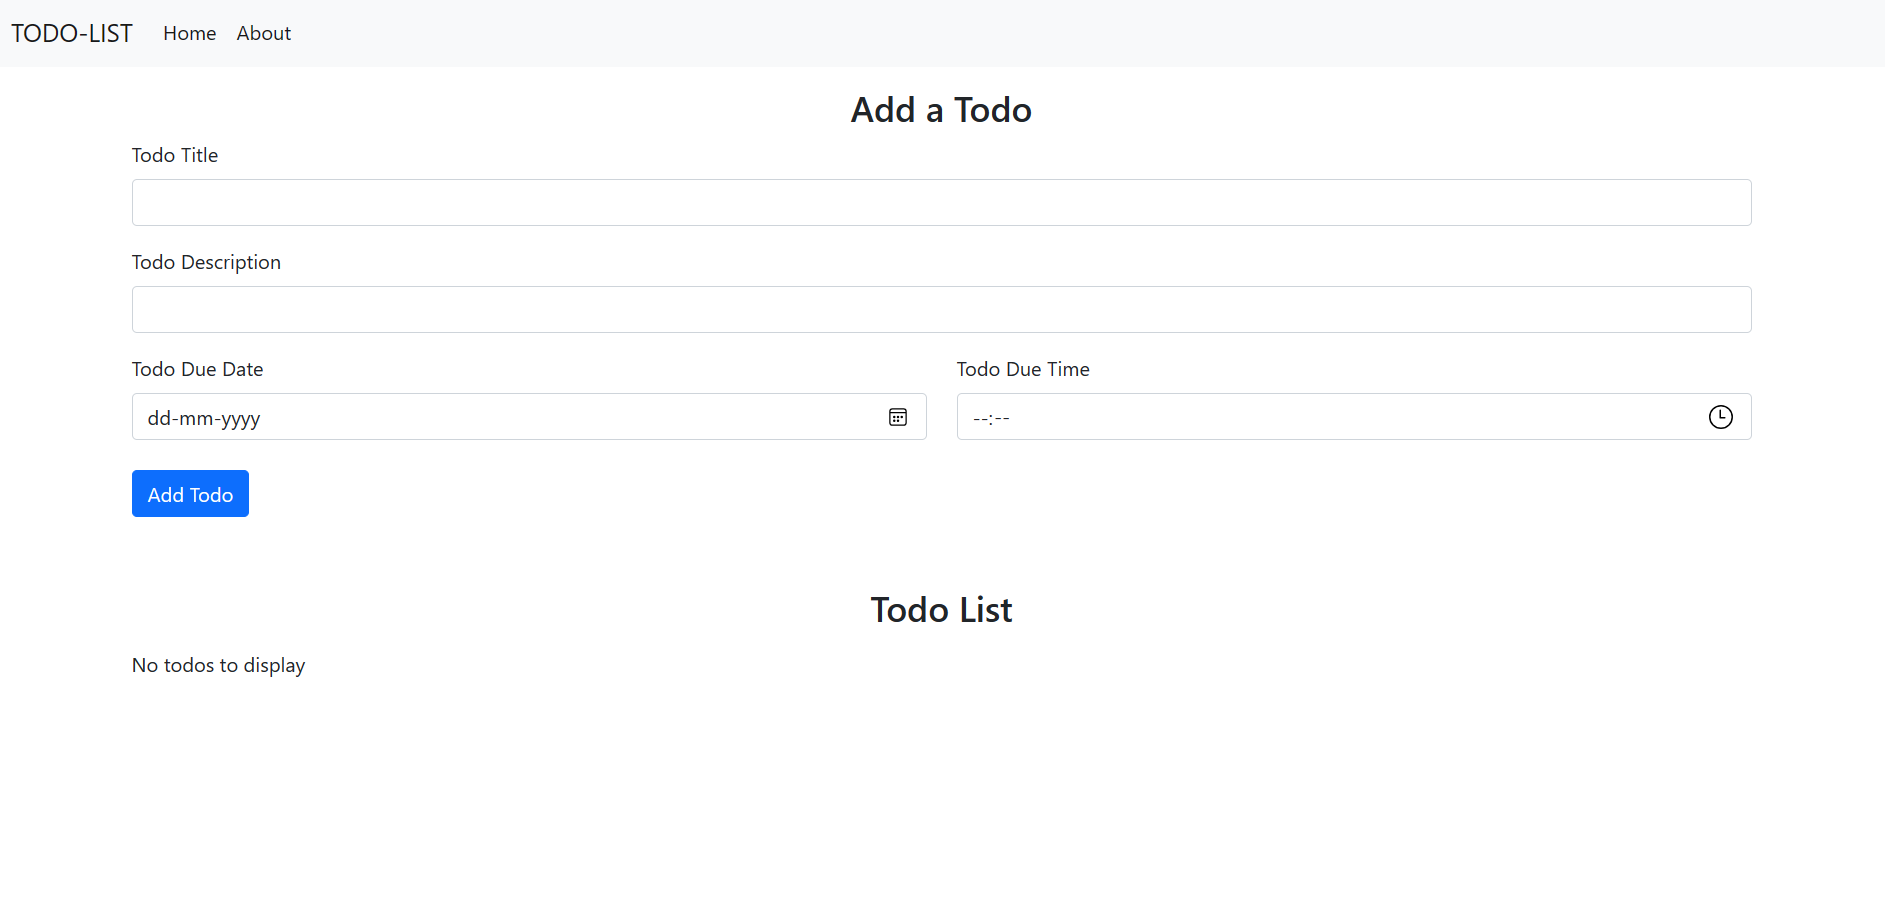 TODO-LIST Home About
Add a Todo
Todo Title
Todo Description
Todo Due Date Todo Due Time
dd-mm-yyyy --:--
Add Todo
Todo List
No todos to display